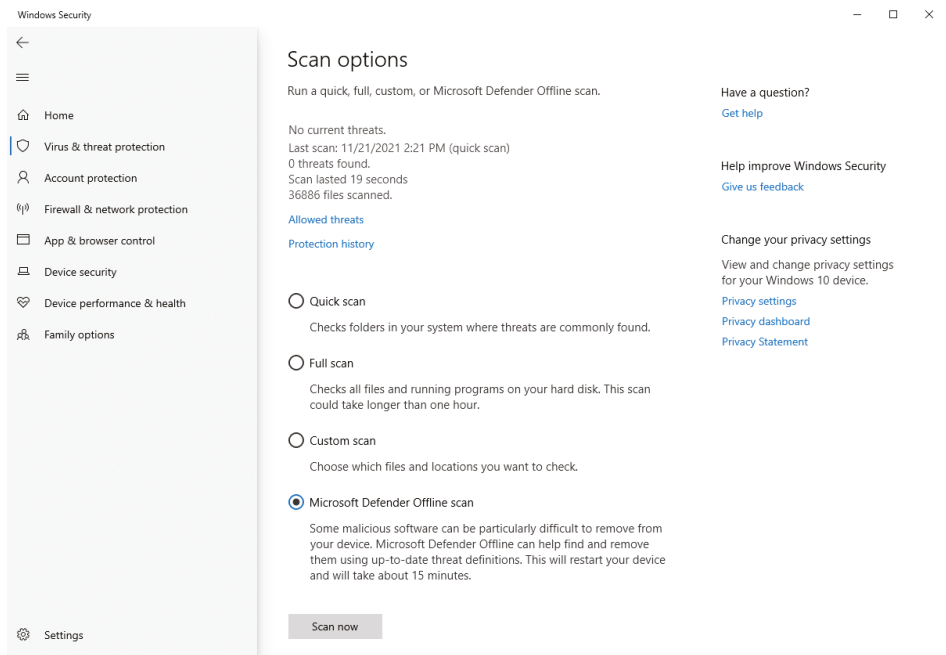 Windows Security
Home
Virus & threat protection
Account protection
Firewall & network protection
App & browser control
Device security
Device performance & health
Family options
Settings
Scan options
Run a quick, full, custom, or Microsoft Defender Offline scan.
No current threats.
Last scan: 11/21/2021 2:21 PM (quick scan)
0 threats found.
Scan lasted 19 seconds
36886 files scanned.
Allowed threats
Protection history
Quick scan
Checks folders in your system where threats are commonly found.
Full scan
Checks all files and running programs on your hard disk. This scan
could take longer than one hour.
Custom scan
Choose which files and locations you want to check.
Microsoft Defender Offline scan
Some malicious software can be particularly difficult to remove from
your device. Microsoft Defender Offline can help find and remove
them using up-to-date threat definitions. This will restart your device
and will take about 15 minutes.
Scan now
Have a question?
Get help
Help improve Windows Security
Give us feedback
Change your privacy settings
View and change privacy settings
for your Windows 10 device.
Privacy settings
Privacy dashboard
Privacy Statement